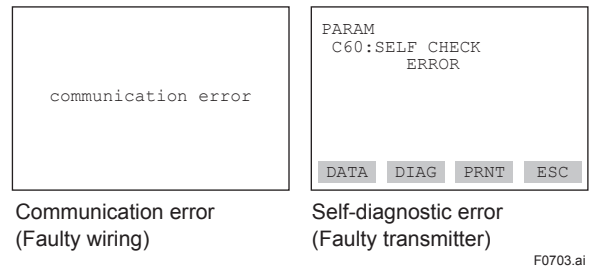 communication error
Communication error
(Faulty wiring)
PARAM
C60:SELF CHECK
ERROR
DATA DIAG PRNT ESC
Self-diagnostic error
(Faulty transmitter)
F0703.ai